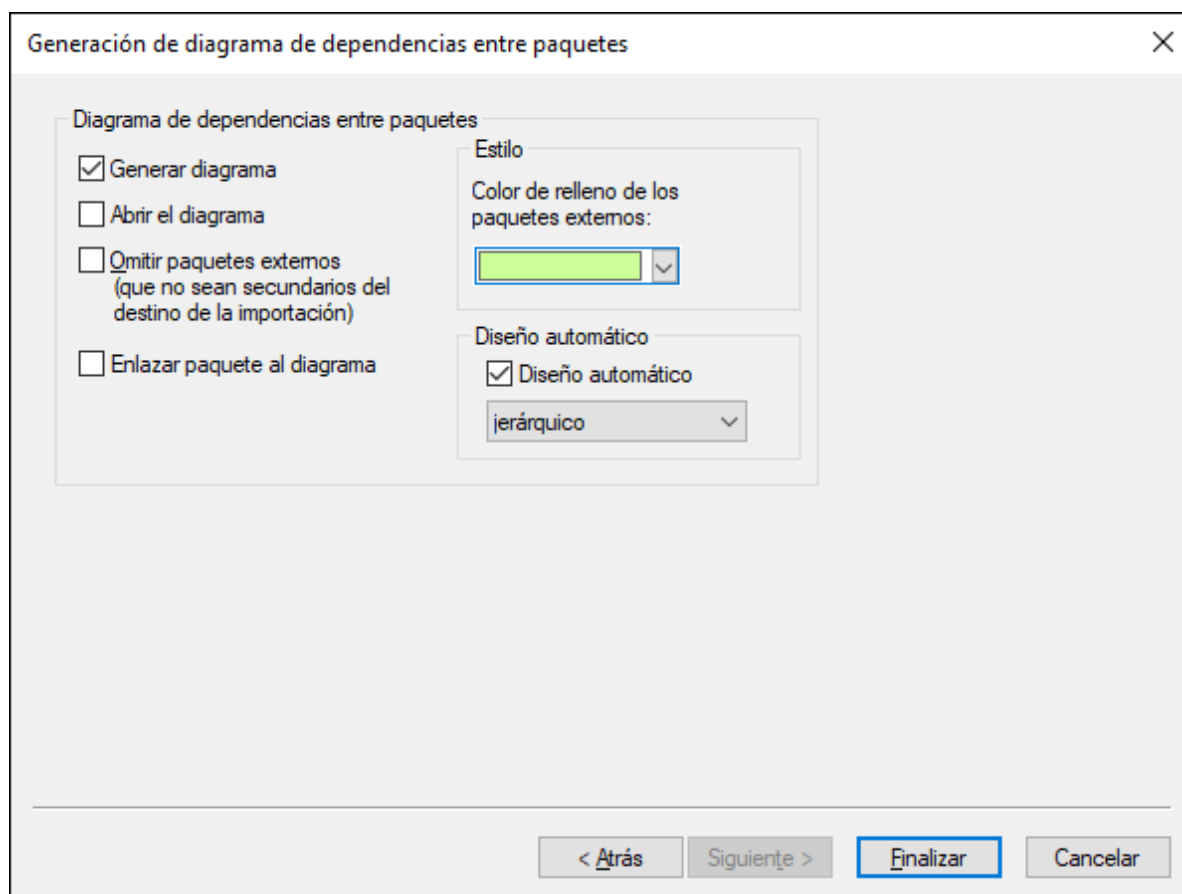 Generación de diagrama de dependencias entre paquetes
Diagrama de dependencias entre paquetes
Generar diagrama
Abrir el diagrama
Omitir paquetes externos
(que no sean secundarios del
destino de la importación)
Enlazar paquete al diagrama
Estilo
Color de relleno de los
paquetes externos:
Diseño automático
Diseño automático
jerárquico
< Atrás
Siguiente >
Finalizar
Cancelar